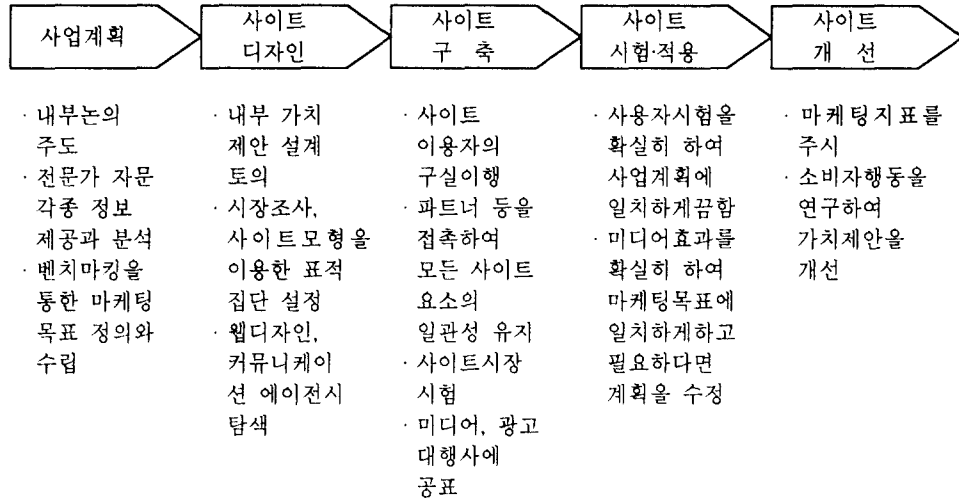 사업계획
사이트
디자인
사이트
구 축
사이트
시험·적용
사이트
개 선
· 내부논의
주도
· 전문가 자문
각종 정보
제공과 분석
· 벤치마킹을
통한 마케팅
목표 정의와
수립
· 내부 가치
제안 설계
토의
· 시장조사,
사이트모형을
이용한 표적
집단 설정
· 웹디자인,
커뮤니케이
션 에이전시
탐색
· 사이트
이용자의
구실이행
· 파트너 등을
접촉하여
모든 사이트
요소의
일관성 유지
· 사이트시장
시험
· 미디어, 광고
대행사에
공표
· 사용자시험을
확실히 하여
사업계획에
일치하게끔함
· 미디어효과를
확실히 하여
마케팅목표에
일치하게하고
필요하다면
계획을 수정
· 마케팅지표를
주시
· 소비자행동을
연구하여
가치제안을
개선